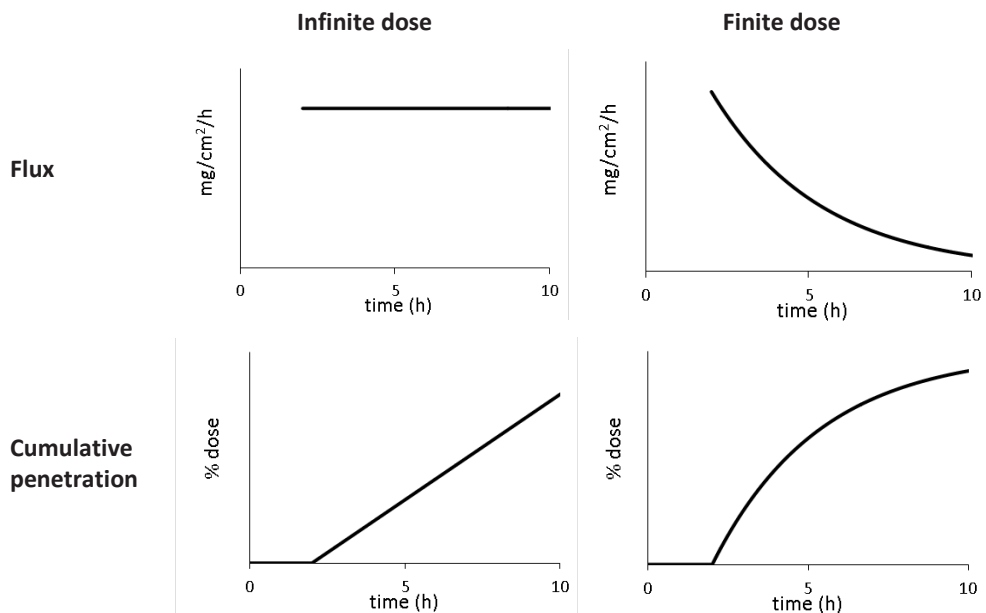 Infinite dose
Finite dose
Flux
mg/cm²/h
0
5
10
time (h)
mg/cm²/h
0
5
10
time (h)
Cumulative
penetration
% dose
0
5
10
time (h)
% dose
0
5
10
time (h)